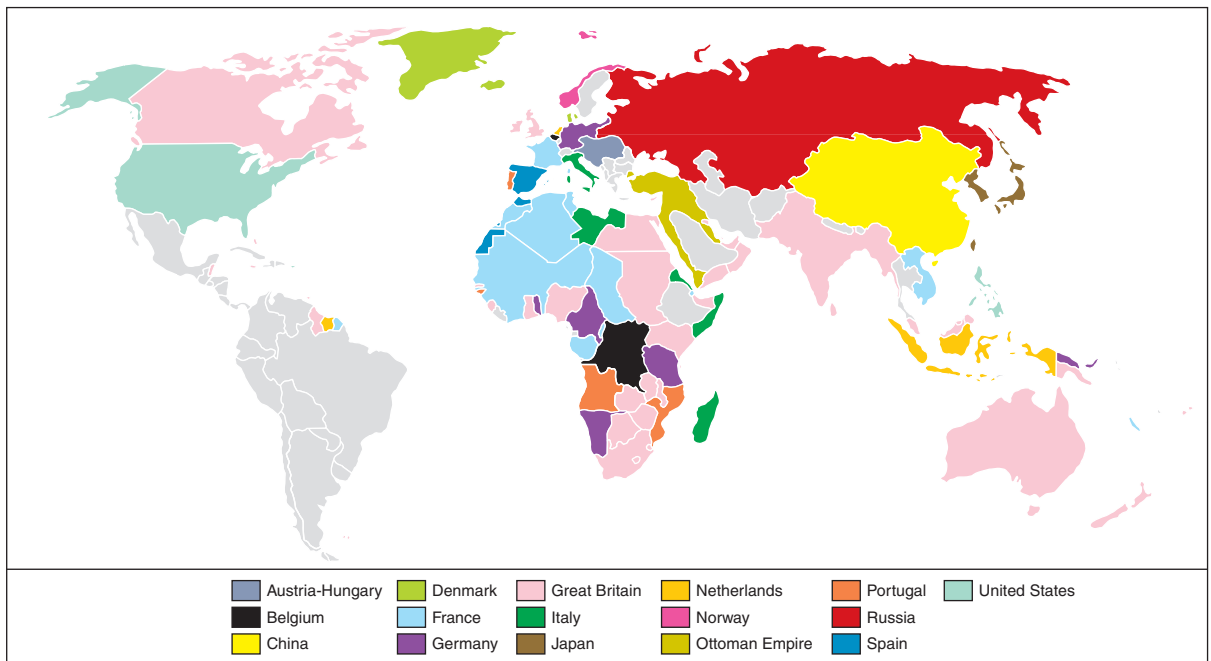 Austria-Hungary Denmark Great Britain Netherlands Portugal United States
Belgium France Italy Norway Russia
China Germany Japan Ottoman Empire Spain